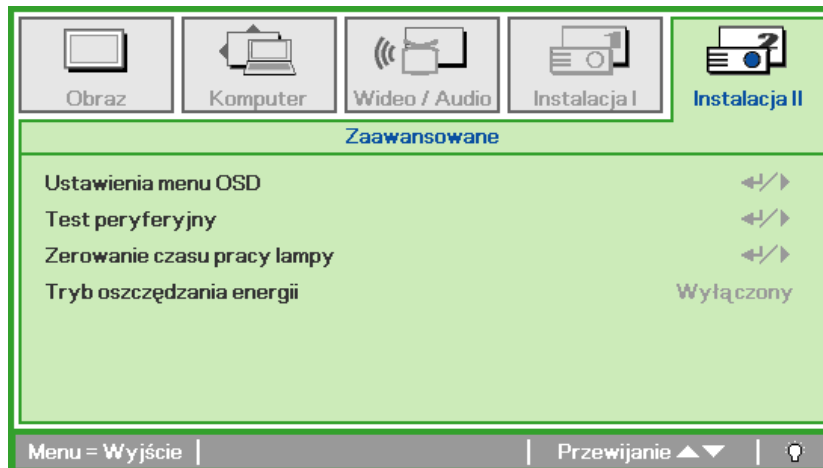 Obraz
Komputer
Wideo / Audio
Instalacja I
Instalacja II
Zaawansowane
Ustawienia menu OSD
Test peryferyjny
Zerowanie czasu pracy lampy
Tryb oszczędzania energii Wyłączony
Menu = Wyjście Przewijanie